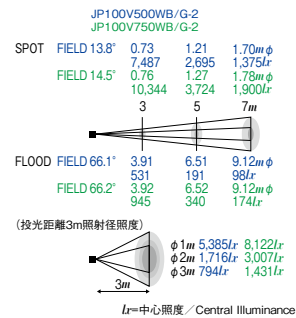 JP100V500WB/G-2
JP100V750WB/G-2
SPOT FIELD 13.8° 0.73 1.21 1.70mφ
7,487 2,695 1,375lx
FIELD 14.5° 0.76 1.27 1.78mφ
10,344 3,724 1,900lx
3 5 7m
FLOOD FIELD 66.1° 3.91 6.51 9.12mφ
531 191 98lx
FIELD 66.2° 3.92 6.52 9.12mφ
945 340 174lx
(投光距離3m照射径照度)
φ1m 5,385lx 8,122lx
φ2m 1,716lx 3,007lx
φ3m 794lx 1,431lx
3m
lx=中心照度／Central Illuminance